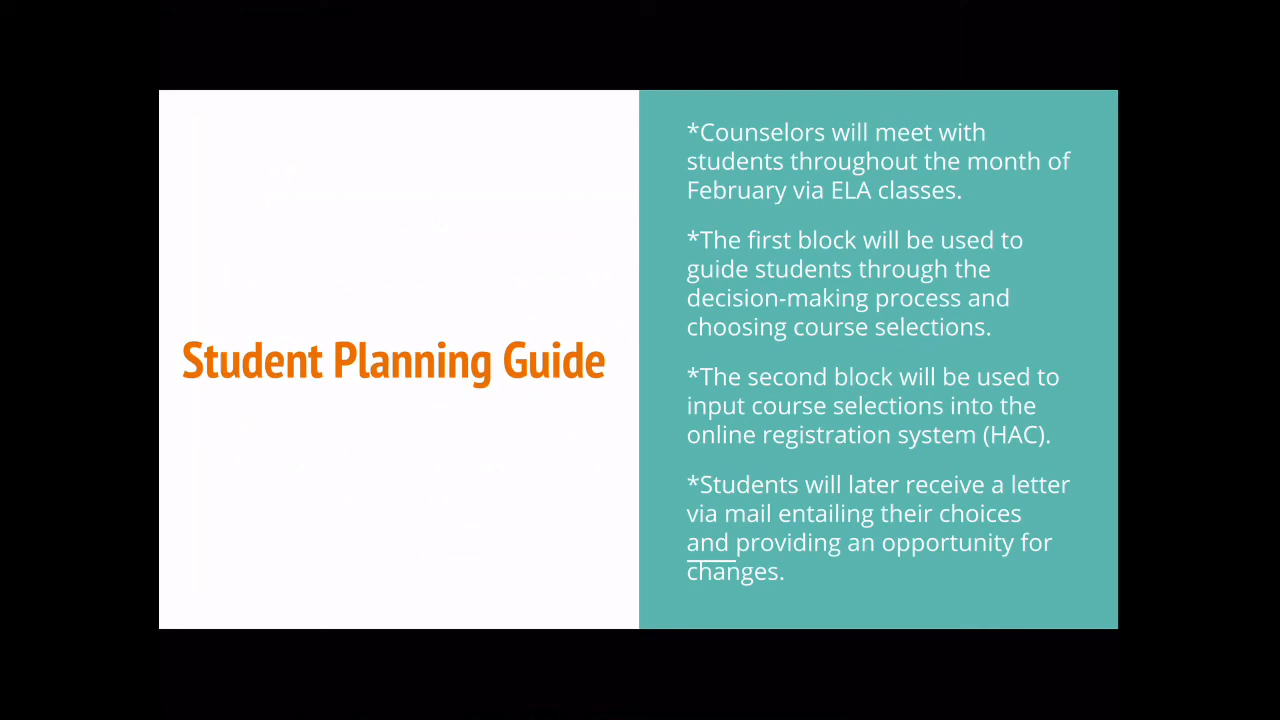 Student Planning Guide
*Counselors will meet with
students throughout the month of
February via ELA classes.
*The first block will be used to
guide students through the
decision-making process and
choosing course selections.
*The second block will be used to
input course selections into the
online registration system (HAC).
*Students will later receive a letter
via mail entailing their choices
and providing an opportunity for
changes.